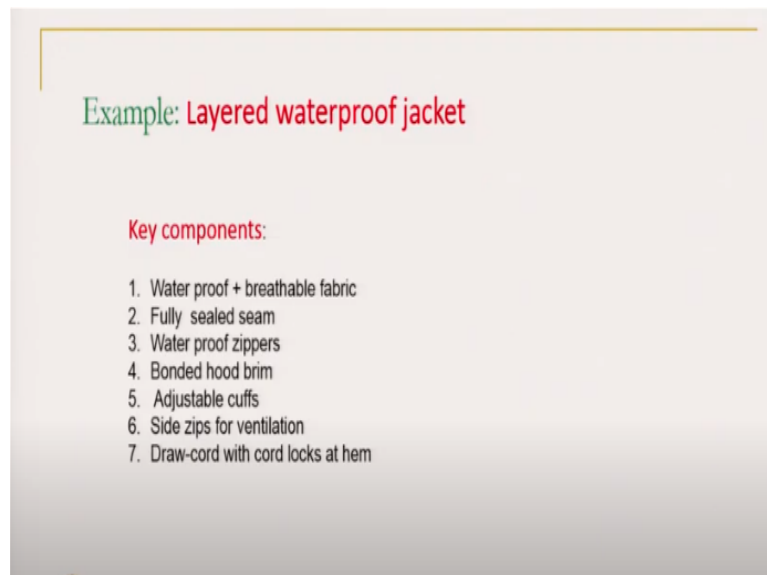 Example: Layered waterproof jacket
Key components:
1. Water proof + breathable fabric
2. Fully sealed seam
3. Water proof zippers
4. Bonded hood brim
5. Adjustable cuffs
6. Side zips for ventilation
7. Draw-cord with cord locks at hem